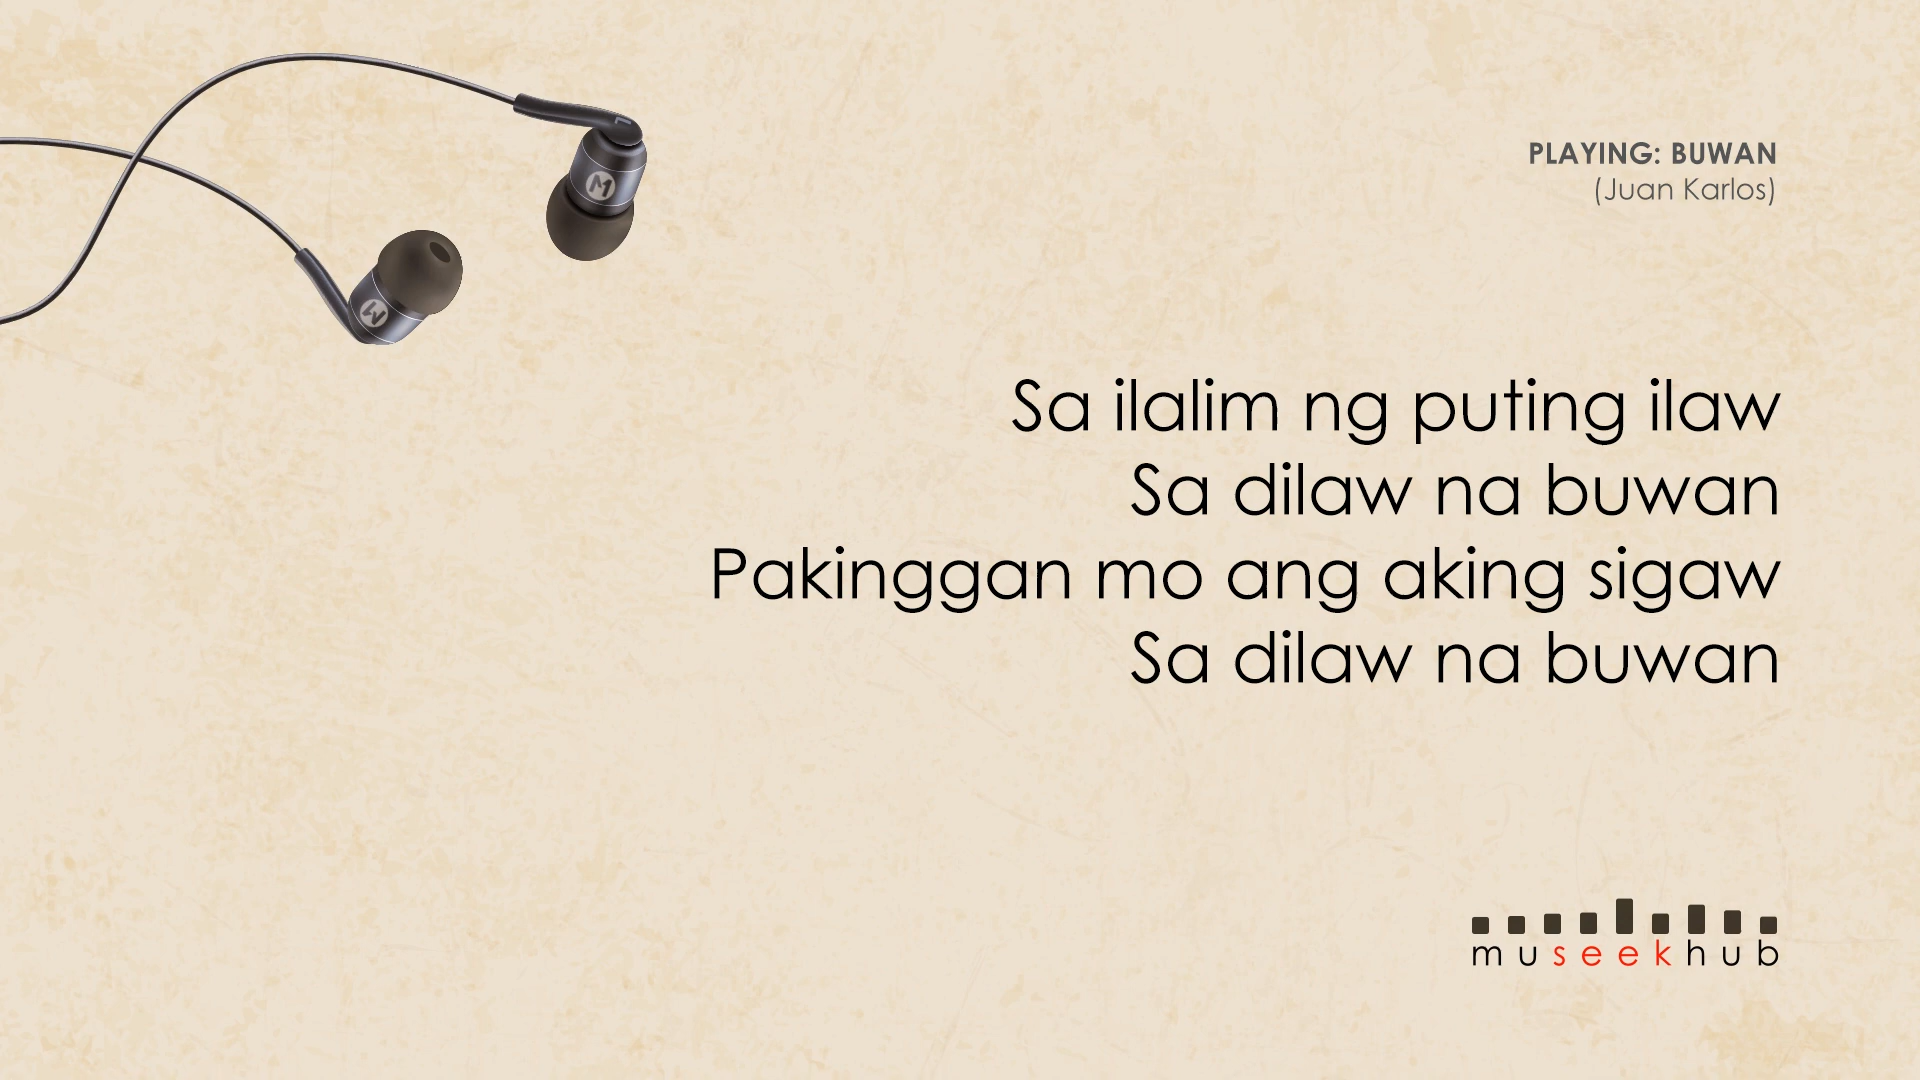 PLAYING: BUWAN
(Juan Karlos)
Sa ilalim ng puting ilaw
Sa dilaw na buwan
Pakinggan mo ang aking sigaw
Sa dilaw na buwan
museekhub